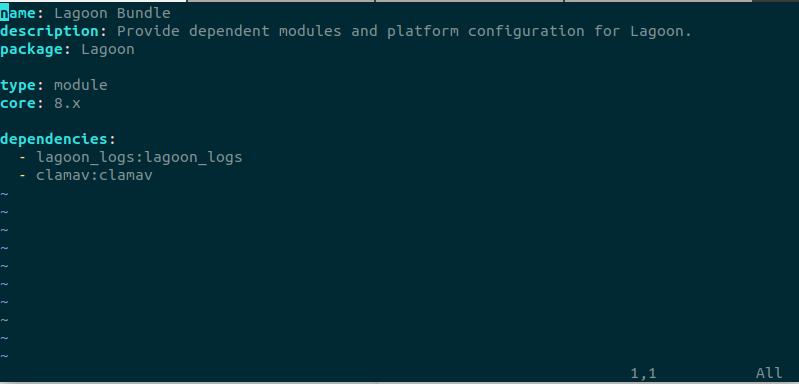 name: Lagoon Bundle
description: Provide dependent modules and platform configuration for Lagoon.
package: Lagoon
type: module
core: 8.x
dependencies:
- lagoon_logs:lagoon_logs
- clamav:clamav
~
~
~
~
~
~
~
~
~
~
1,1 All